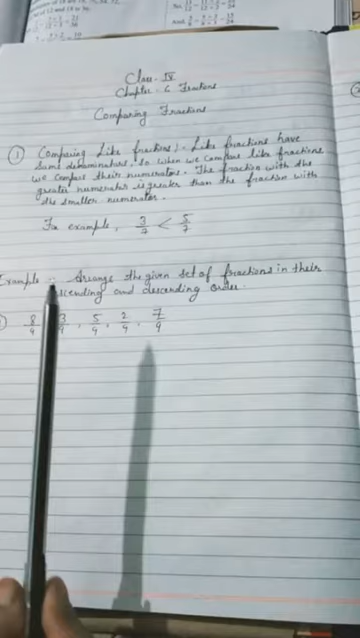 Class - IV
Chapter - 6 Fractions
Comparing Fractions
① Comparing Like fractions :- Like fractions have
same denominators. So when we compare like fractions
we compare their numerators. The fraction with the
greater numerator is greater than the fraction with
the smaller numerator.
For example, 3/7 < 5/7
Example :- Arrange the given set of fractions in their
and descending order.
8/9 3/9, 5/9, 2/9, 7/9